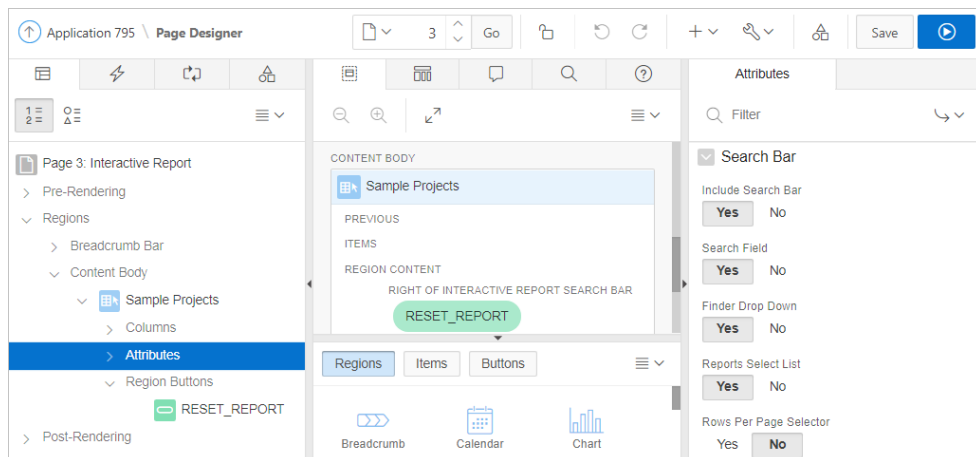 Application 795 \ Page Designer
3
Go
Save
1
2
Page 3: Interactive Report
Pre-Rendering
Regions
Breadcrumb Bar
Content Body
Sample Projects
Columns
Attributes
Region Buttons
RESET_REPORT
Post-Rendering
CONTENT BODY
Sample Projects
PREVIOUS
ITEMS
REGION CONTENT
RIGHT OF INTERACTIVE REPORT SEARCH BAR
RESET_REPORT
Regions Items Buttons
Breadcrumb Calendar Chart
Attributes
Filter
Search Bar
Include Search Bar
Yes No
Search Field
Yes No
Finder Drop Down
Yes No
Reports Select List
Yes No
Rows Per Page Selector
Yes No